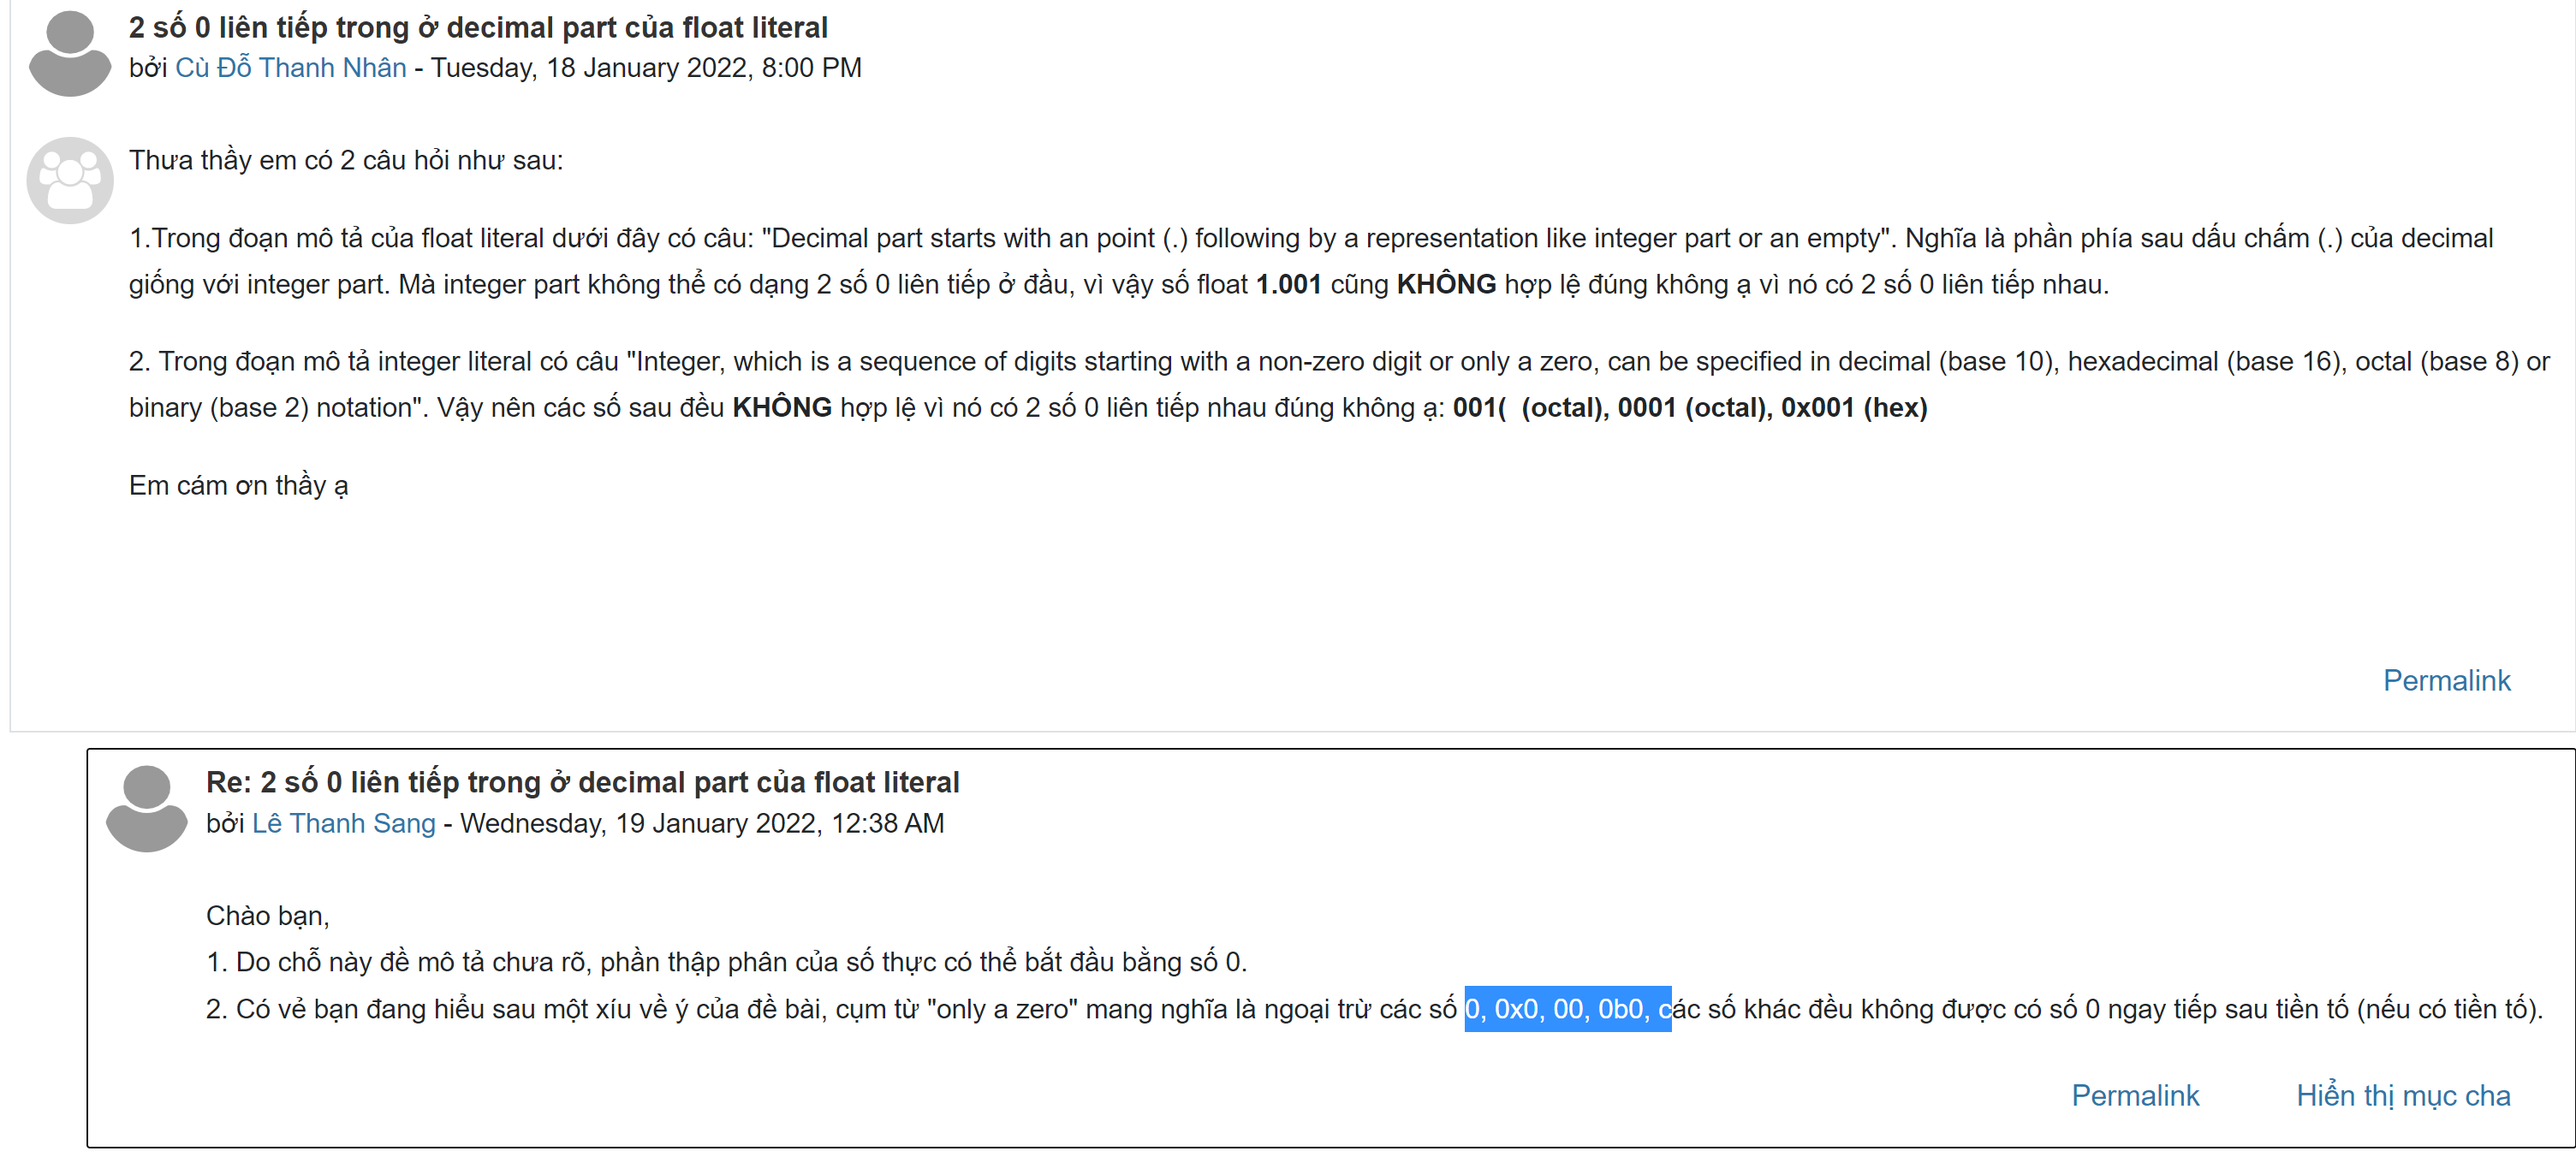 2 số 0 liên tiếp trong ở decimal part của float literal
bởi Cù Đỗ Thanh Nhân - Tuesday, 18 January 2022, 8:00 PM
Thưa thầy em có 2 câu hỏi như sau:
1.Trong đoạn mô tả của float literal dưới đây có câu: "Decimal part starts with an point (.) following by a representation like integer part or an empty". Nghĩa là phần phía sau dấu chấm (.) của decimal
giống với integer part. Mà integer part không thể có dạng 2 số 0 liên tiếp ở đầu, vì vậy số float 1.001 cũng KHÔNG hợp lệ đúng không ạ vì nó có 2 số 0 liên tiếp nhau.
2. Trong đoạn mô tả integer literal có câu "Integer, which is a sequence of digits starting with a non-zero digit or only a zero, can be specified in decimal (base 10), hexadecimal (base 16), octal (base 8) or
binary (base 2) notation". Vậy nên các số sau đều KHÔNG hợp lệ vì nó có 2 số 0 liên tiếp nhau đúng không ạ: 001(  (octal), 0001 (octal), 0x001 (hex)
Em cám ơn thầy ạ
Permalink
Re: 2 số 0 liên tiếp trong ở decimal part của float literal
bởi Lê Thanh Sang - Wednesday, 19 January 2022, 12:38 AM
Chào bạn,
1. Do chỗ này đề mô tả chưa rõ, phần thập phân của số thực có thể bắt đầu bằng số 0.
2. Có vẻ bạn đang hiểu sau một xíu về ý của đề bài, cụm từ "only a zero" mang nghĩa là ngoại trừ các số 0, 0x0, 00, 0b0, các số khác đều không được có số 0 ngay tiếp sau tiền tố (nếu có tiền tố).
Permalink Hiển thị mục cha